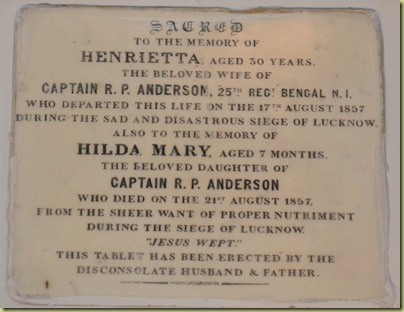 SACRED
TO THE MEMORY OF
HENRIETTA, AGED 30 YEARS.
THE BELOVED WIFE OF
CAPTAIN R. P. ANDERSON, 25TH REGT BENGAL N. I.
WHO DEPARTED THIS LIFE ON THE 17TH AUGUST 1857
DURING THE SAD AND DISASTROUS SIEGE OF LUCKNOW.
ALSO TO THE MEMORY OF
HILDA MARY, AGED 7 MONTHS.
THE BELOVED DAUGHTER OF
CAPTAIN R. P. ANDERSON
WHO DIED ON THE 21ST AUGUST 1857,
FROM THE SHEER WANT OF PROPER NUTRIMENT
DURING THE SIEGE OF LUCKNOW.
"JESUS WEPT."
THIS TABLET HAS BEEN ERECTED BY THE
DISCONSOLATE HUSBAND & FATHER.